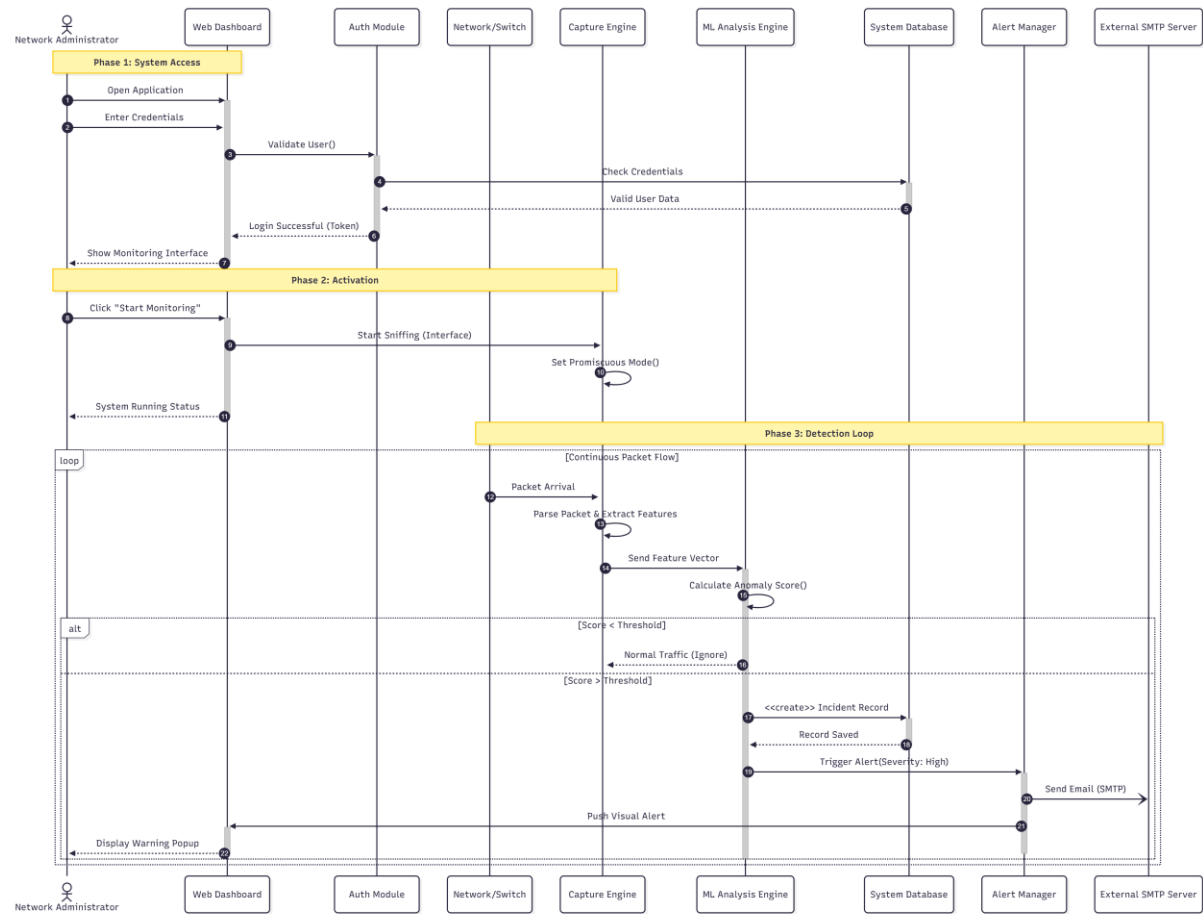 Network Administrator
Web Dashboard
Auth Module
Network/Switch
Capture Engine
ML Analysis Engine
System Database
Alert Manager
External SMTP Server
Phase 1: System Access
1
Open Application
2
Enter Credentials
3
Validate User()
4
Check Credentials
5
Valid User Data
6
Login Successful (Token)
7
Show Monitoring Interface
Phase 2: Activation
8
Click "Start Monitoring"
9
Start Sniffing (Interface)
10
Set Promiscuous Mode()
11
System Running Status
Phase 3: Detection Loop
loop
[Continuous Packet Flow]
12
Packet Arrival
13
Parse Packet & Extract Features
14
Send Feature Vector
15
Calculate Anomaly Score()
alt
[Score < Threshold]
16
Normal Traffic (Ignore)
[Score > Threshold]
17
<<create>> Incident Record
18
Record Saved
19
Trigger Alert(Severity: High)
20
Send Email (SMTP)
21
Push Visual Alert
22
Display Warning Popup
Network Administrator
Web Dashboard
Auth Module
Network/Switch
Capture Engine
ML Analysis Engine
System Database
Alert Manager
External SMTP Server